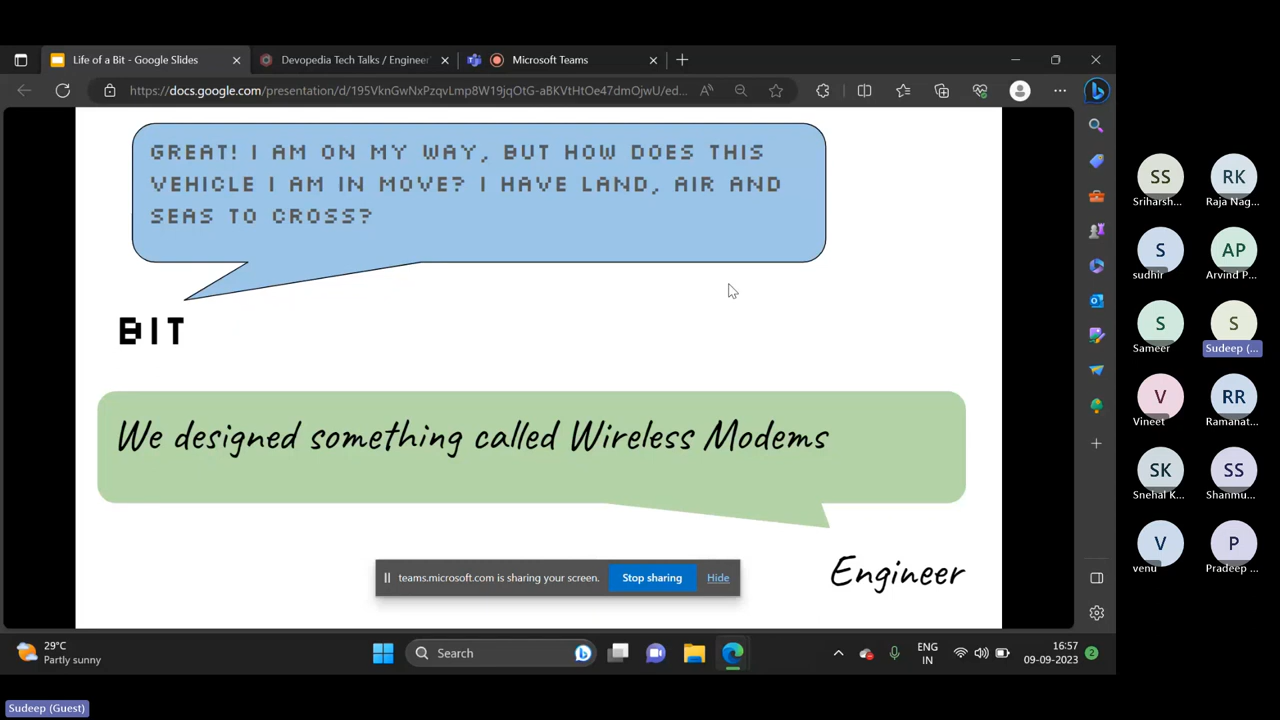 Life of a Bit - Google Slides
Devopedia Tech Talks / Engineer
Microsoft Teams
https://docs.google.com/presentation/d/195VknGwNxPzqvLmp8W19jqOtG-aBKVtHtOe47dmOjwU/ed...
GREAT! I AM ON MY WAY, BUT HOW DOES THIS
VEHICLE I AM IN MOVE? I HAVE LAND, AIR AND
SEAS TO CROSS?
BIT
We designed something called Wireless Modems
Engineer
teams.microsoft.com is sharing your screen. Stop sharing Hide
SS RK
Sriharsh... Raja Nag...
S AP
sudhir Arvind P...
S S
Sameer Sudeep (...
V RR
Vineet Ramanat...
SK SS
Snehal K... Shanmu...
V P
venu Pradeep ...
29°C
Partly sunny
Search
ENG
IN
16:57
09-09-2023
2
Sudeep (Guest)